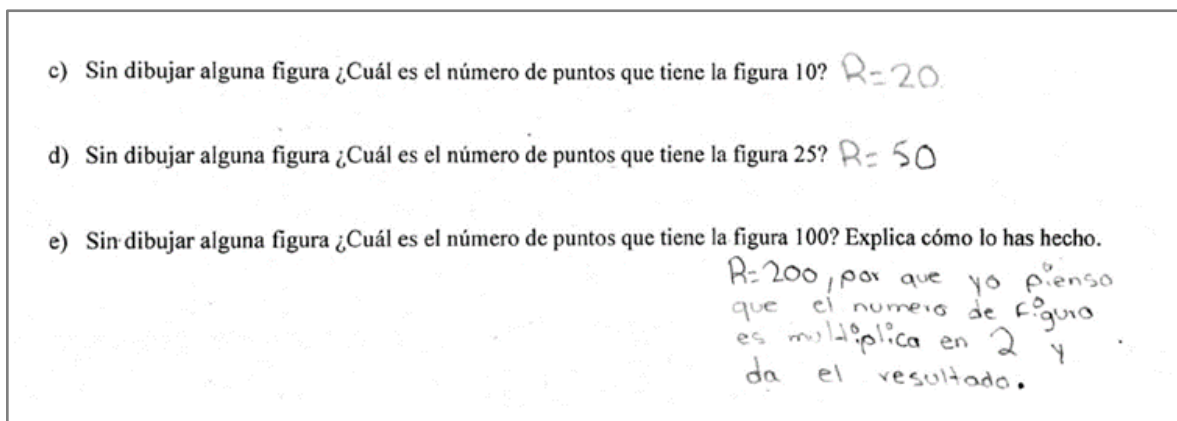 c) Sin dibujar alguna figura ¿Cuál es el número de puntos que tiene la figura 10? R=20.
d) Sin dibujar alguna figura ¿Cuál es el número de puntos que tiene la figura 25? R= 50
e) Sin dibujar alguna figura ¿Cuál es el número de puntos que tiene la figura 100? Explica cómo lo has hecho.
R=200, por que yo pienso
que el numero de figura
es multiplica en 2 y
da el resultado.